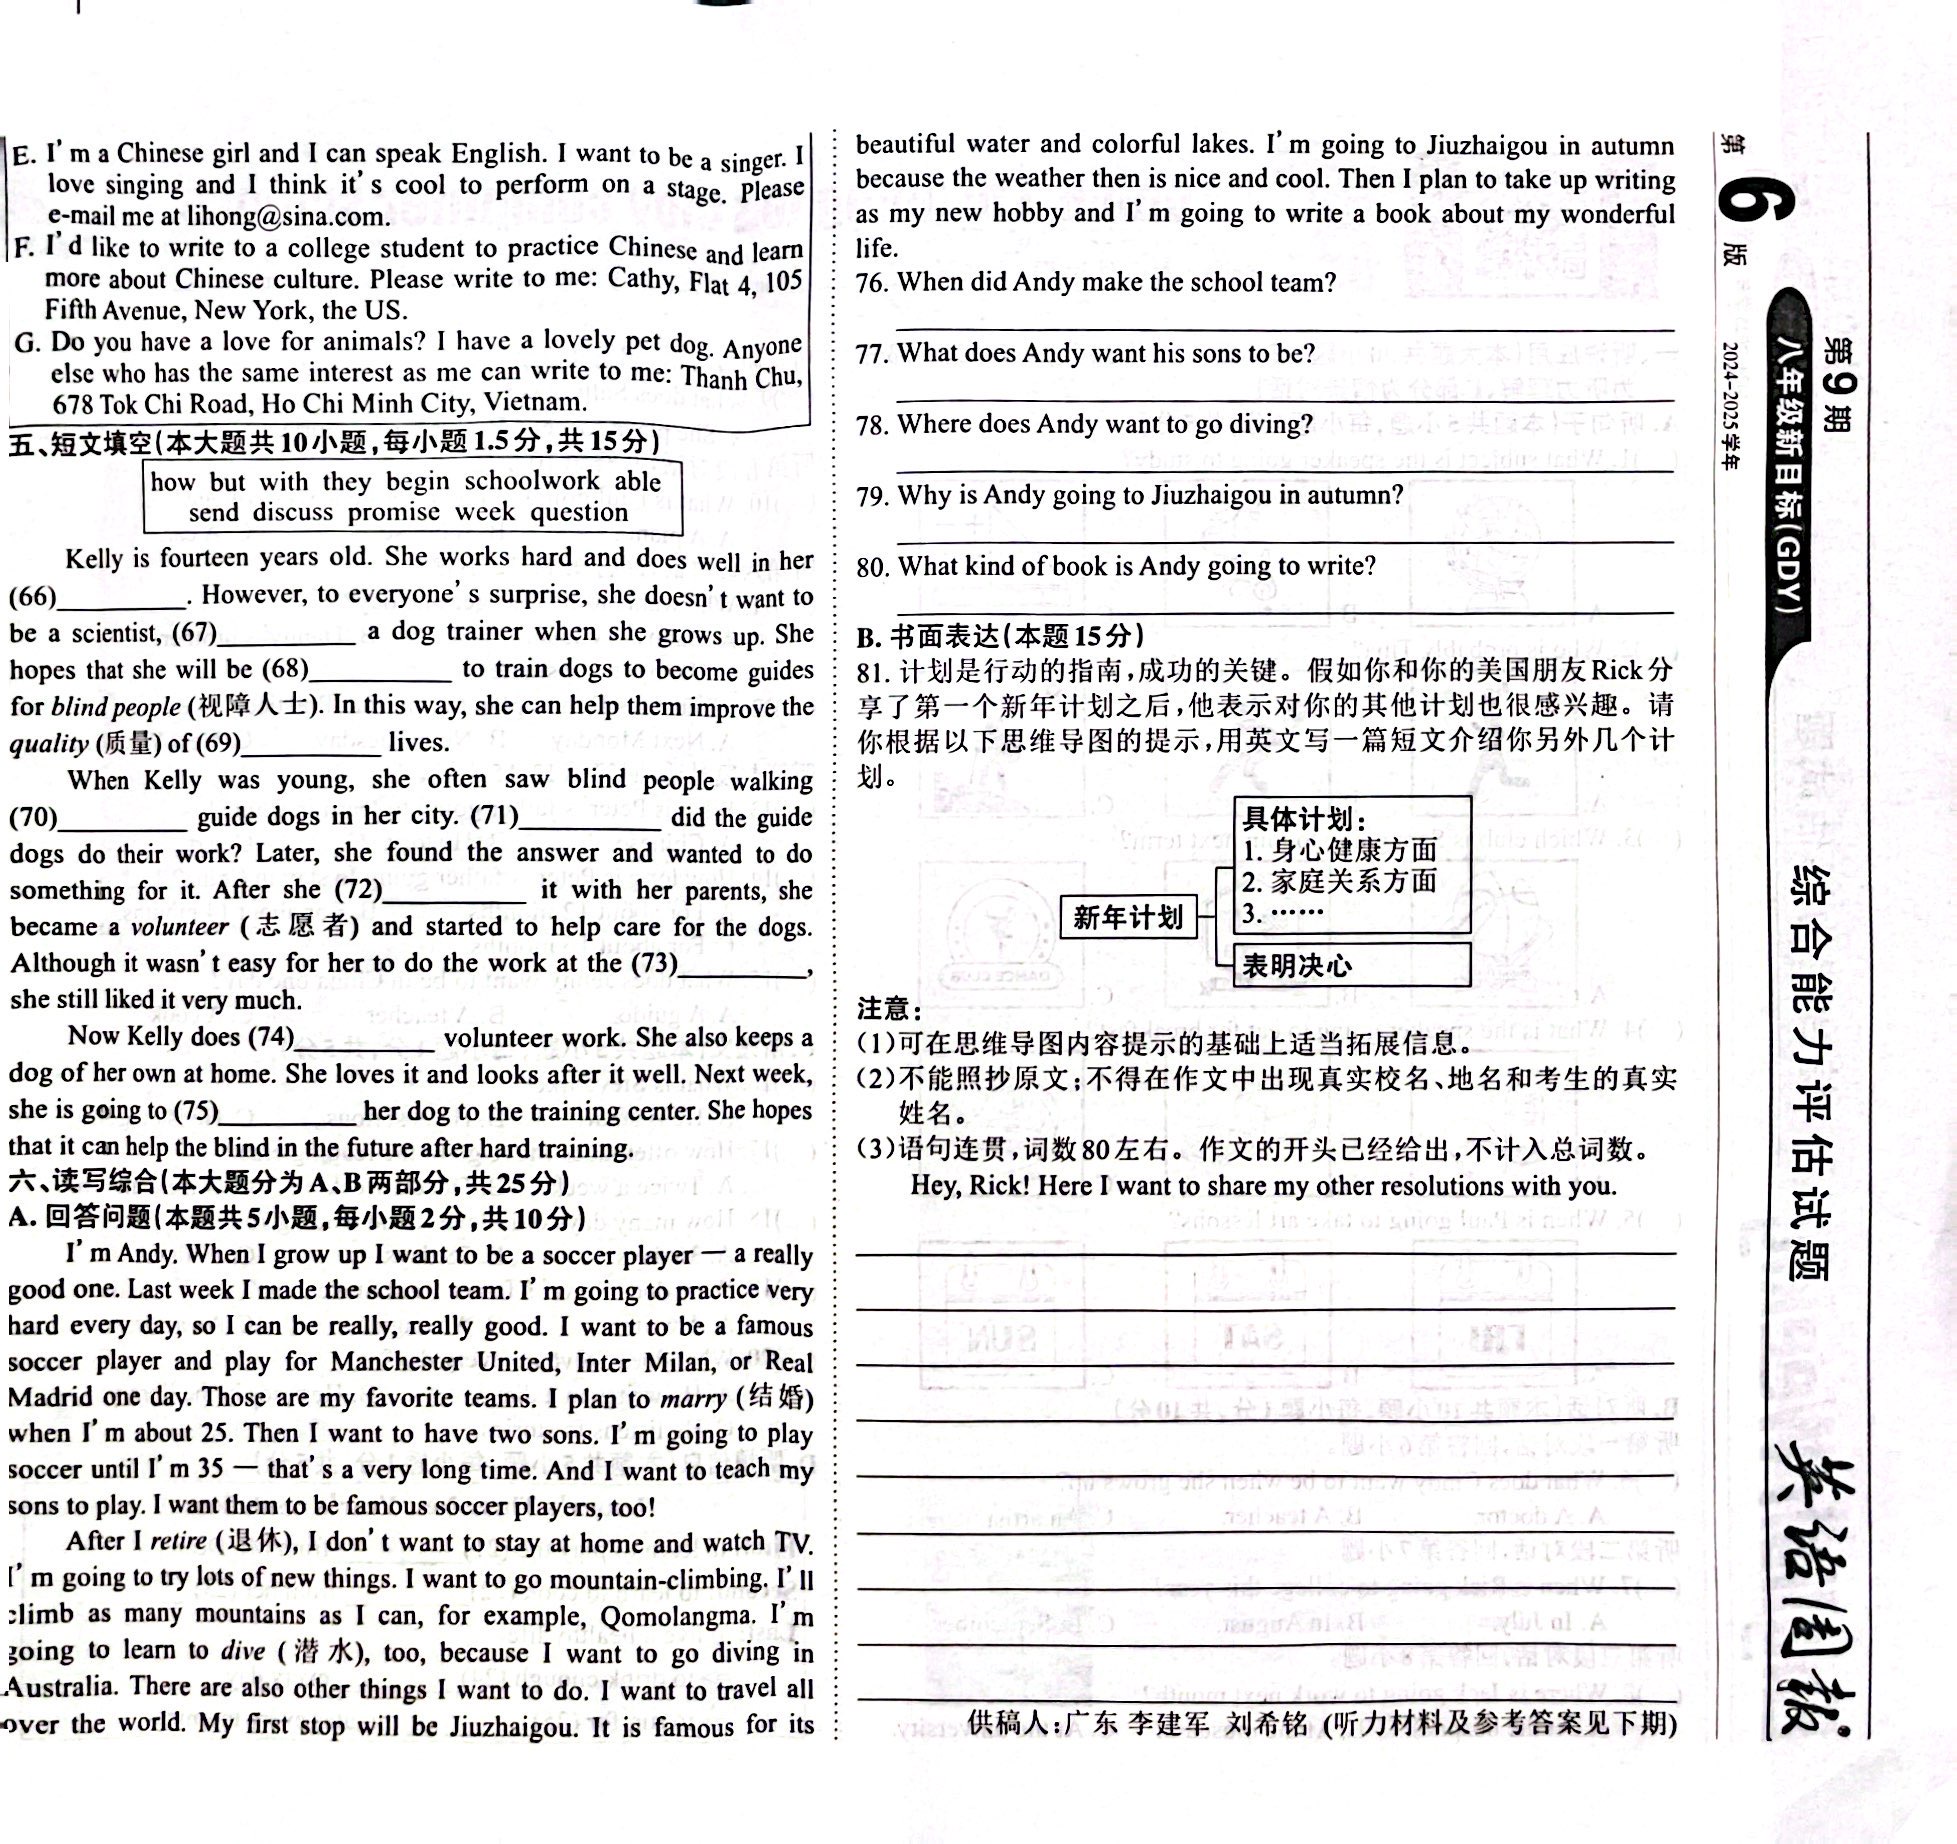 E. I'm a Chinese girl and I can speak English. I want to be a singer. I
love singing and I think it's cool to perform on a stage. Please
e-mail me at lihong@sina.com.
F. I'd like to write to a college student to practice Chinese and learn
more about Chinese culture. Please write to me: Cathy, Flat 4, 105
Fifth Avenue, New York, the US.
G. Do you have a love for animals? I have a lovely pet dog. Anyone
else who has the same interest as me can write to me: Thanh Chu,
678 Tok Chi Road, Ho Chi Minh City, Vietnam.
五、短文填空(本大题共10小题,每小题1.5分,共15分)
how but with they begin schoolwork able
send discuss promise week question
Kelly is fourteen years old. She works hard and does well in her
(66)__________. However, to everyone's surprise, she doesn't want to
be a scientist, (67)__________ a dog trainer when she grows up. She
hopes that she will be (68)__________ to train dogs to become guides
for blind people (视障人士). In this way, she can help them improve the
quality (质量) of (69)__________ lives.
When Kelly was young, she often saw blind people walking
(70)__________ guide dogs in her city. (71)__________ did the guide
dogs do their work? Later, she found the answer and wanted to do
something for it. After she (72)__________ it with her parents, she
became a volunteer (志愿者) and started to help care for the dogs.
Although it wasn't easy for her to do the work at the (73)__________,
she still liked it very much.
Now Kelly does (74)__________ volunteer work. She also keeps a
dog of her own at home. She loves it and looks after it well. Next week,
she is going to (75)__________ her dog to the training center. She hopes
that it can help the blind in the future after hard training.
六、读写综合(本大题分为A、B两部分,共25分)
A. 回答问题(本题共5小题,每小题2分,共10分)
I'm Andy. When I grow up I want to be a soccer player — a really
good one. Last week I made the school team. I'm going to practice very
hard every day, so I can be really, really good. I want to be a famous
soccer player and play for Manchester United, Inter Milan, or Real
Madrid one day. Those are my favorite teams. I plan to marry (结婚)
when I'm about 25. Then I want to have two sons. I'm going to play
soccer until I'm 35 — that's a very long time. And I want to teach my
sons to play. I want them to be famous soccer players, too!
After I retire (退休), I don't want to stay at home and watch TV.
I'm going to try lots of new things. I want to go mountain-climbing. I'll
climb as many mountains as I can, for example, Qomolangma. I'm
going to learn to dive (潜水), too, because I want to go diving in
Australia. There are also other things I want to do. I want to travel all
over the world. My first stop will be Jiuzhaigou. It is famous for its
beautiful water and colorful lakes. I'm going to Jiuzhaigou in autumn
because the weather then is nice and cool. Then I plan to take up writing
as my new hobby and I'm going to write a book about my wonderful
life.
76. When did Andy make the school team?
77. What does Andy want his sons to be?
78. Where does Andy want to go diving?
79. Why is Andy going to Jiuzhaigou in autumn?
80. What kind of book is Andy going to write?
B. 书面表达(本题15分)
81. 计划是行动的指南,成功的关键。假如你和你的美国朋友Rick分
享了第一个新年计划之后,他表示对你的其他计划也很感兴趣。请
你根据以下思维导图的提示,用英文写一篇短文介绍你另外几个计
划。
新年计划
具体计划:
1. 身心健康方面
2. 家庭关系方面
3. ……
表明决心
注意:
(1)可在思维导图内容提示的基础上适当拓展信息。
(2)不能照抄原文;不得在作文中出现真实校名、地名和考生的真实
姓名。
(3)语句连贯,词数80左右。作文的开头已经给出,不计入总词数。
Hey, Rick! Here I want to share my other resolutions with you.
供稿人:广东 李建军 刘希铭 (听力材料及参考答案见下期)
第6版
2024-2025学年
第9期
八年级新目标(GDY)
综合能力评估试题
英语周报